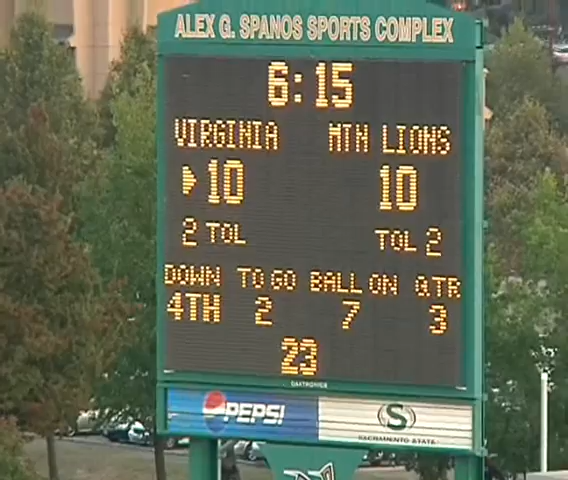 ALEX G. SPANOS SPORTS COMPLEX
6:15
VIRGINIA MTN LIONS
10 10
2 TOL TOL 2
DOWN TO GO BALL ON QTR
4TH 2 7 3
23
DAKTRONICS
PEPSI S
SACRAMENTO STATE